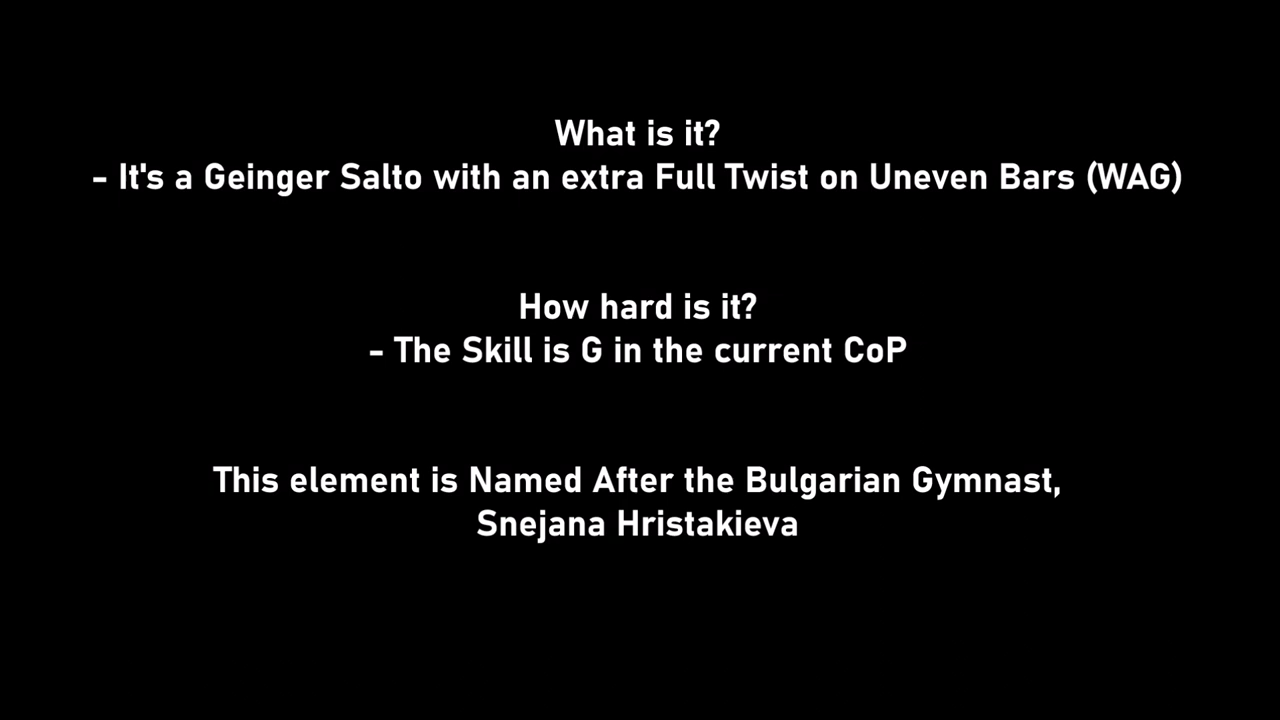 What is it?
- It's a Geinger Salto with an extra Full Twist on Uneven Bars (WAG)
How hard is it?
- The Skill is G in the current CoP
This element is Named After the Bulgarian Gymnast,
Snejana Hristakieva